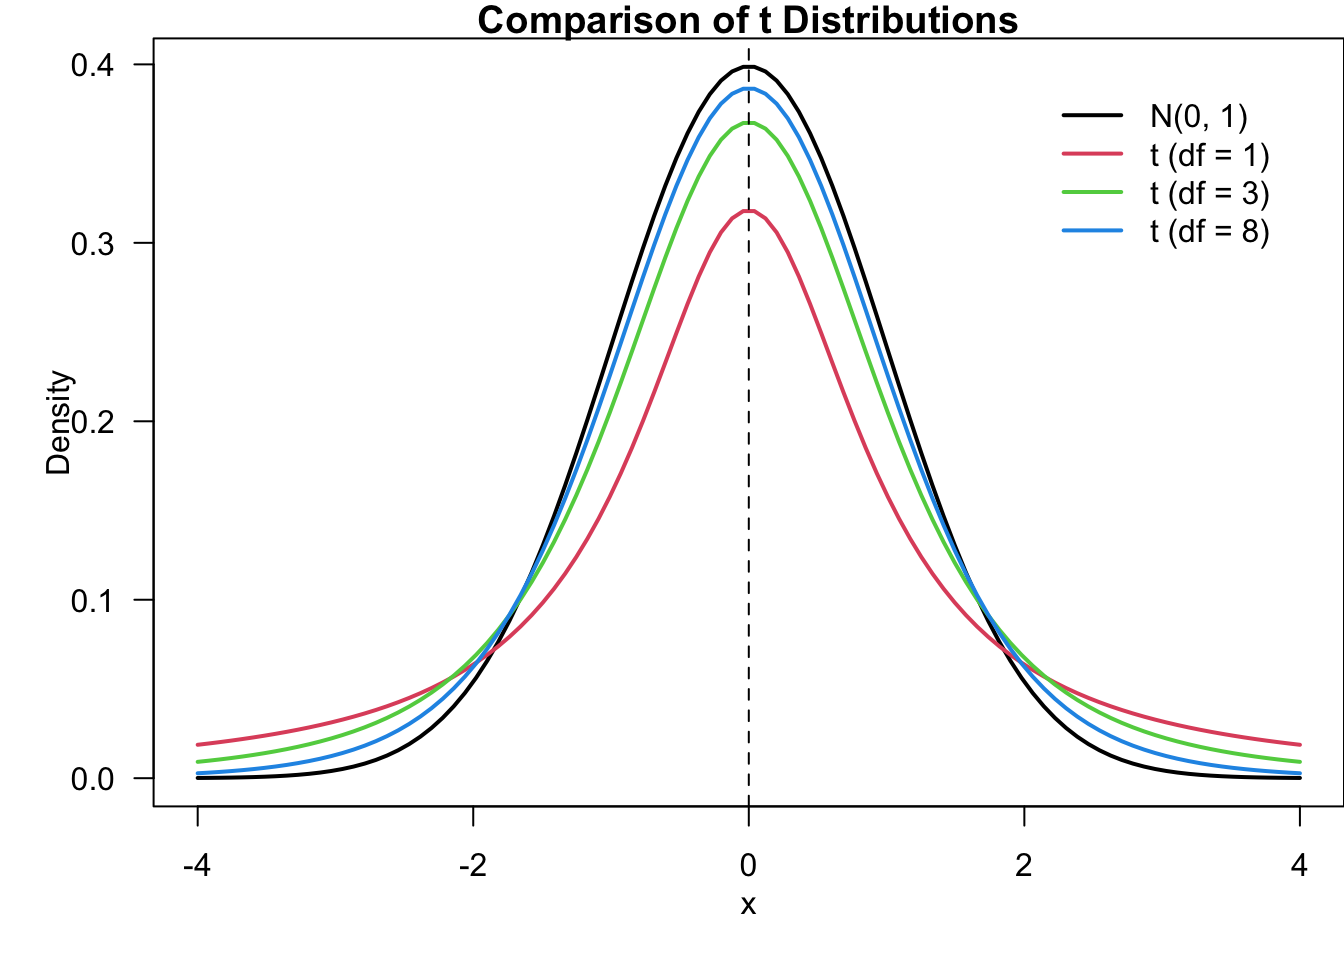 Comparison of t Distributions
N(0, 1)
t (df = 1)
t (df = 3)
t (df = 8)
Density
0.4
0.3
0.2
0.1
0.0
-4 -2 0 2 4
x